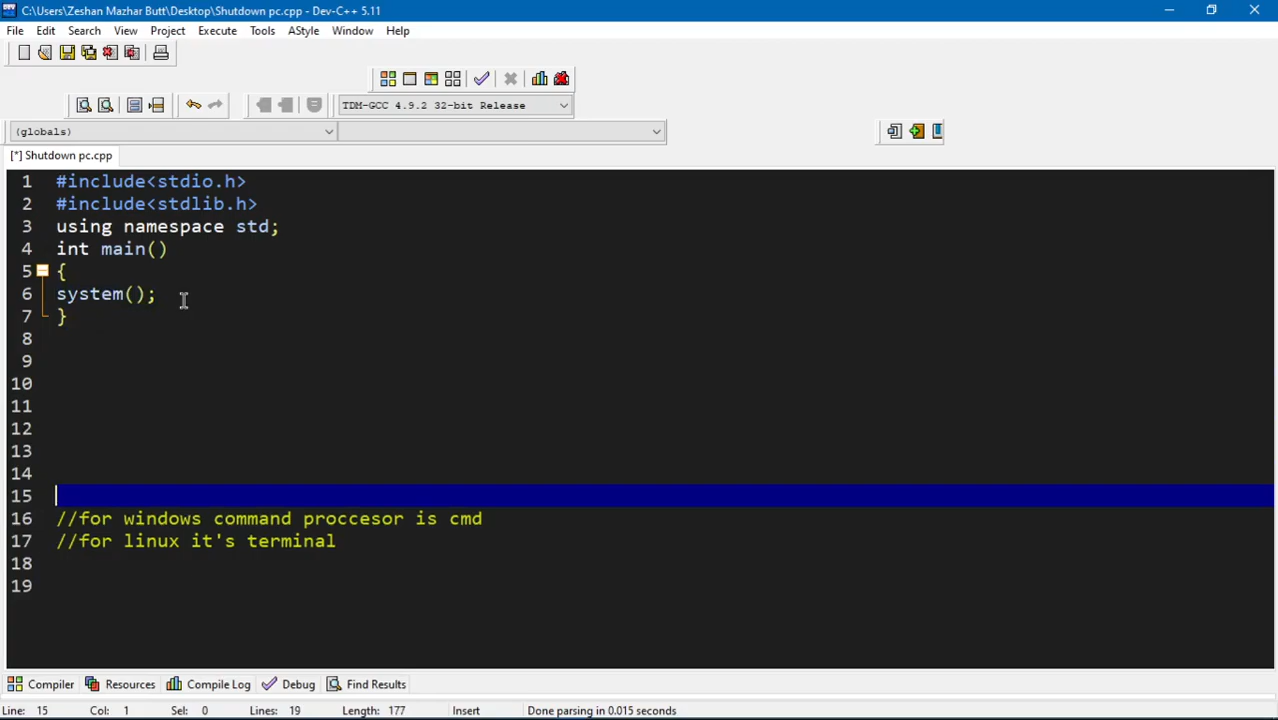 C:\Users\Zeshan Mazhar Butt\Desktop\Shutdown pc.cpp - Dev-C++ 5.11
File Edit Search View Project Execute Tools AStyle Window Help
TDM-GCC 4.9.2 32-bit Release
(globals)
[*] Shutdown pc.cpp
1 #include<stdio.h>
2 #include<stdlib.h>
3 using namespace std;
4 int main()
5 {
6 system();
7 }
8
9
10
11
12
13
14
15
16 //for windows command proccesor is cmd
17 //for linux it's terminal
18
19
Compiler Resources Compile Log Debug Find Results
Line: 15 Col: 1 Sel: 0 Lines: 19 Length: 177 Insert Done parsing in 0.015 seconds